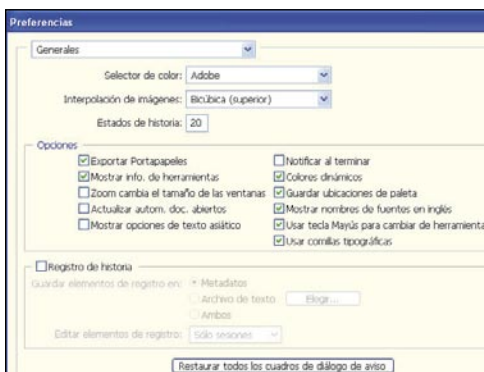 Preferencias
Generales
Selector de color: Adobe
Interpolación de imágenes: Bicúbica (superior)
Estados de historia: 20
Opciones
Exportar Portapapeles
Mostrar info. de herramientas
Zoom cambia el tamaño de las ventanas
Actualizar autom. doc. abiertos
Mostrar opciones de texto asiático
Notificar al terminar
Colores dinámicos
Guardar ubicaciones de paleta
Mostrar nombres de fuentes en inglés
Usar tecla Mayús para cambiar de herramienta
Usar comillas tipográficas
Registro de historia
Guardar elementos de registro en: Metadatos
Archivo de texto Elegir...
Ambos
Editar elementos de registro: Sólo sesiones
Restaurar todos los cuadros de diálogo de aviso